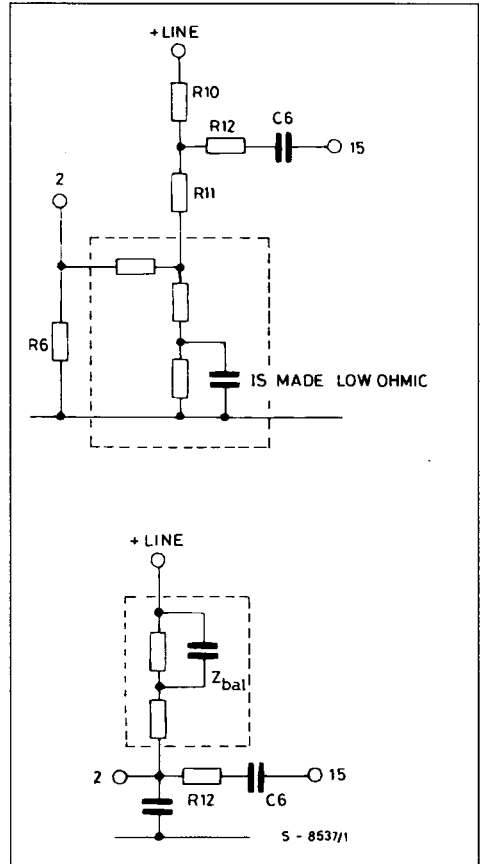 +LINE
R10
R12
C6
15
2
R11
R6
IS MADE LOW OHMIC
+ LINE
Zbal
2
15
R12
C6
S - 8537/1